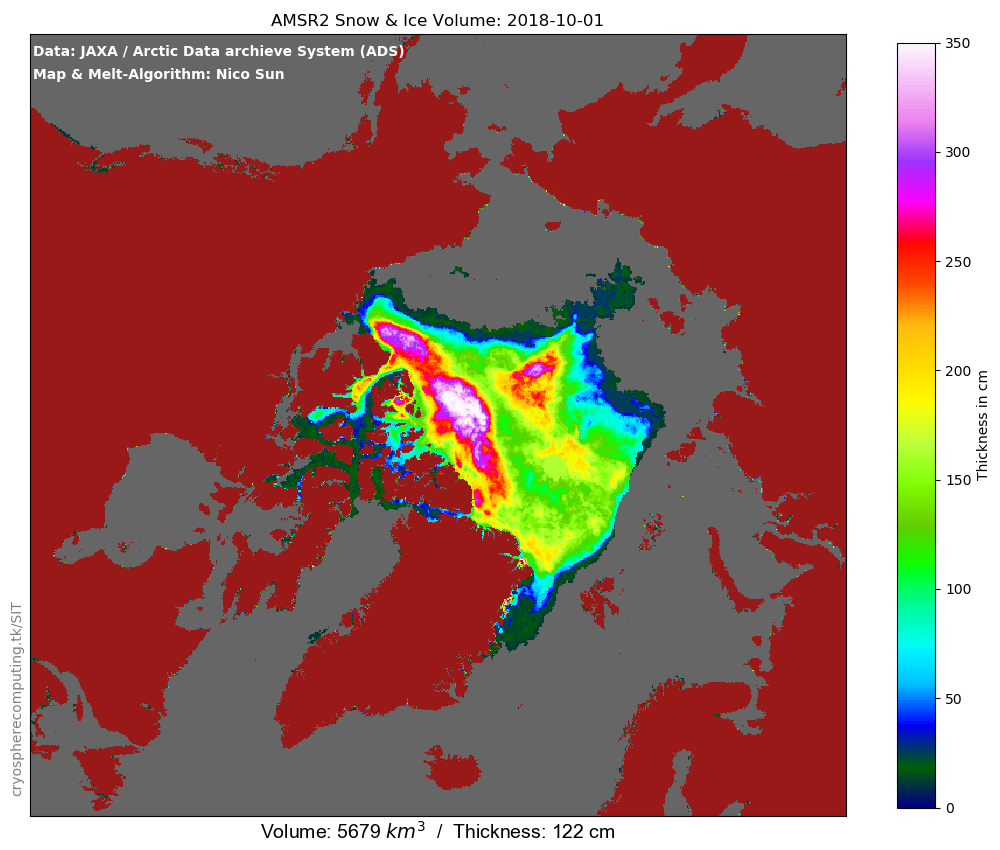 AMSR2 Snow & Ice Volume: 2018-10-01
Data: JAXA / Arctic Data archieve System (ADS)
Map & Melt-Algorithm: Nico Sun
350
300
250
200
150
100
50
0
Thickness in cm
cryospherecomputing.tk/SIT
Volume: 5679 km³ / Thickness: 122 cm